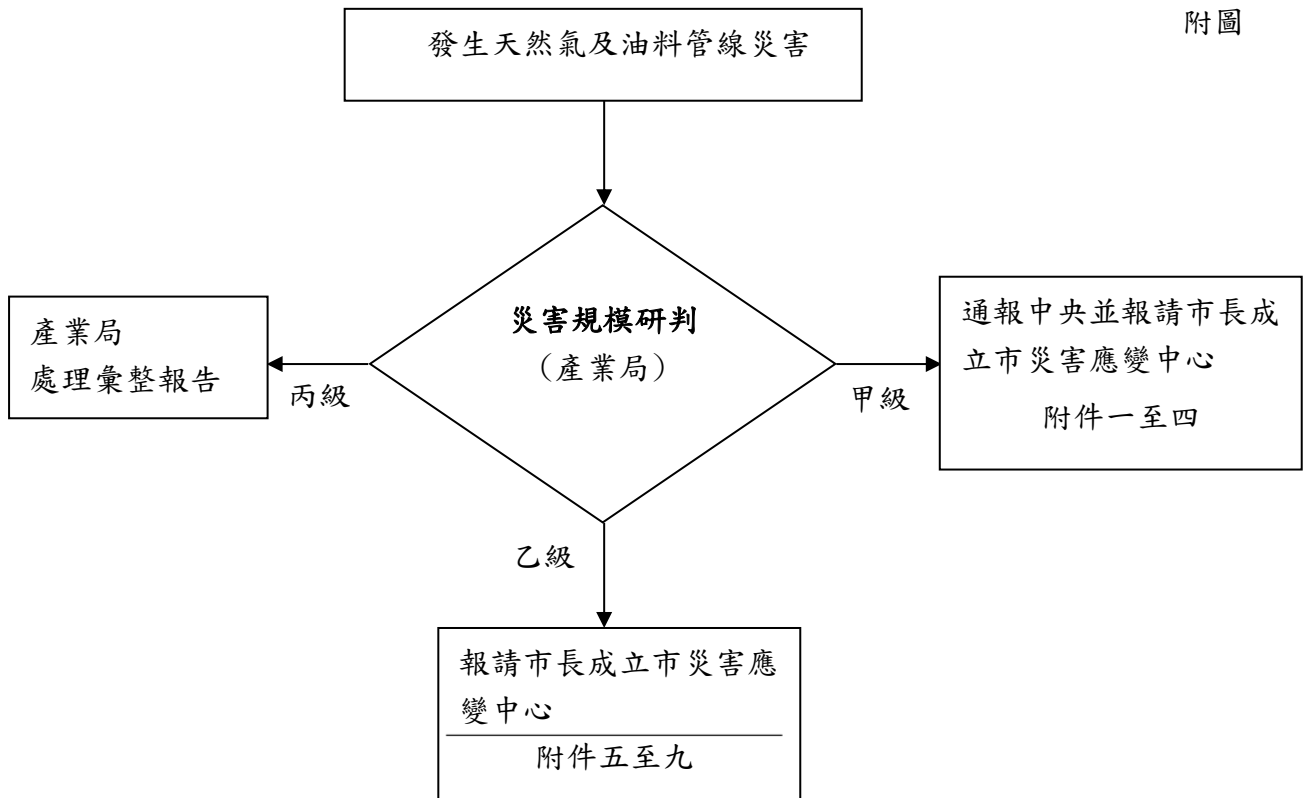 附圖
發生天然氣及油料管線災害
災害規模研判
（產業局）
產業局
處理彙整報告
丙級
甲級
通報中央並報請市長成
立市災害應變中心
附件一至四
乙級
報請市長成立市災害應
變中心
附件五至九